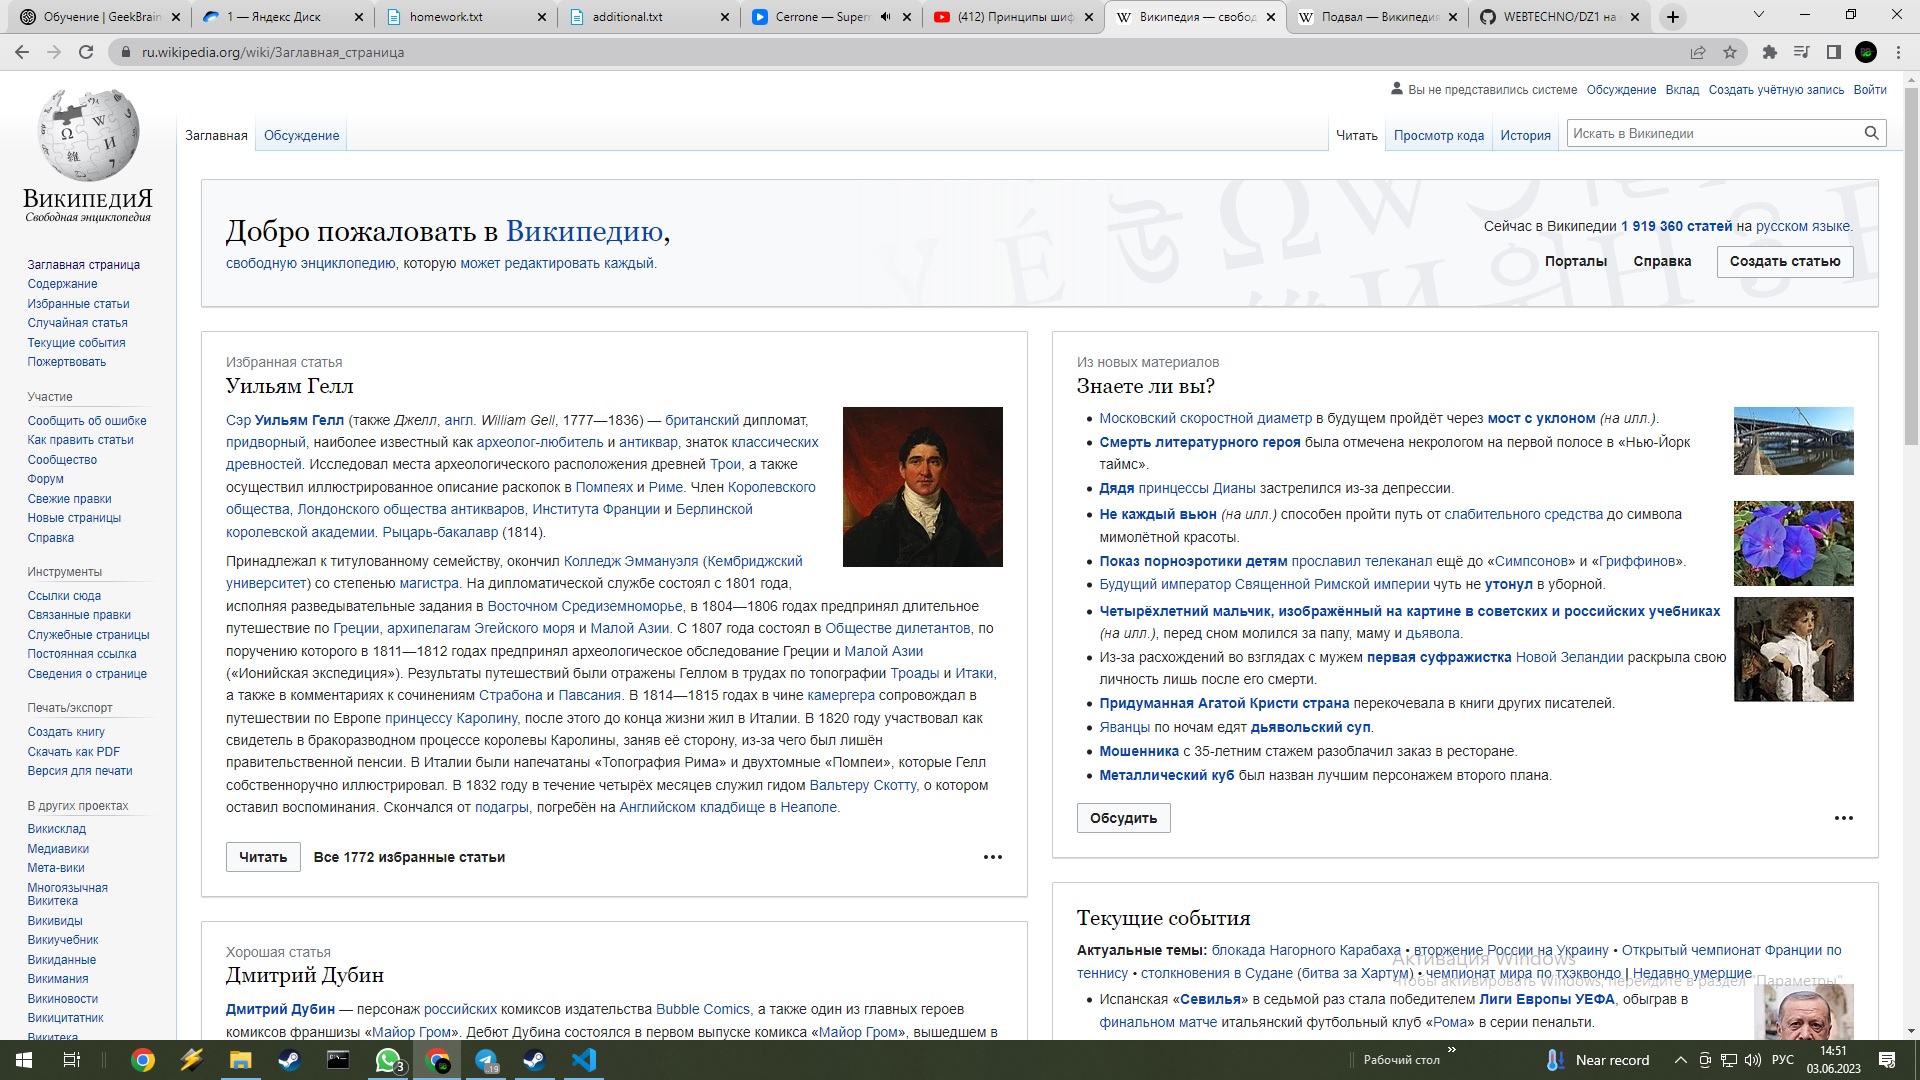 Обучение | GeekBrain
1 — Яндекс Диск
homework.txt
additional.txt
Cerrone — Supern
(412) Принципы шиф
Википедия — свобод
Подвал — Википедия
WEBTECHNO/DZ1 на
ru.wikipedia.org/wiki/Заглавная_страница
Вы не представились системе Обсуждение Вклад Создать учётную запись Войти
Заглавная Обсуждение Читать Просмотр кода История Искать в Википедии
ВикипедиЯ
Свободная энциклопедия
Заглавная страница
Содержание
Избранные статьи
Случайная статья
Текущие события
Пожертвовать
Участие
Сообщить об ошибке
Как править статьи
Сообщество
Форум
Свежие правки
Новые страницы
Справка
Инструменты
Ссылки сюда
Связанные правки
Служебные страницы
Постоянная ссылка
Сведения о странице
Печать/экспорт
Создать книгу
Скачать как PDF
Версия для печати
В других проектах
Викисклад
Медиавики
Мета-вики
Многоязычная
Викитека
Викивиды
Викиучебник
Викиданные
Викимания
Викиновости
Викицитатник
Викитека
Добро пожаловать в Википедию,
свободную энциклопедию, которую может редактировать каждый.
Сейчас в Википедии 1 919 360 статей на русском языке.
Порталы Справка Создать статью
Избранная статья
Уильям Гелл
Сэр Уильям Гелл (также Джелл, англ. William Gell, 1777—1836) — британский дипломат,
придворный, наиболее известный как археолог-любитель и антиквар, знаток классических
древностей. Исследовал места археологического расположения древней Трои, а также
осуществил иллюстрированное описание раскопок в Помпеях и Риме. Член Королевского
общества, Лондонского общества антикваров, Института Франции и Берлинской
королевской академии. Рыцарь-бакалавр (1814).
Принадлежал к титулованному семейству, окончил Колледж Эммануэля (Кембриджский
университет) со степенью магистра. На дипломатической службе состоял с 1801 года,
исполняя разведывательные задания в Восточном Средиземноморье, в 1804—1806 годах предпринял длительное
путешествие по Греции, архипелагам Эгейского моря и Малой Азии. С 1807 года состоял в Обществе дилетантов, по
поручению которого в 1811—1812 годах предпринял археологическое обследование Греции и Малой Азии
(«Ионийская экспедиция»). Результаты путешествий были отражены Геллом в трудах по топографии Троады и Итаки,
а также в комментариях к сочинениям Страбона и Павсания. В 1814—1815 годах в чине камергера сопровождал в
путешествии по Европе принцессу Каролину, после этого до конца жизни жил в Италии. В 1820 году участвовал как
свидетель в бракоразводном процессе королевы Каролины, заняв её сторону, из-за чего был лишён
правительственной пенсии. В Италии были напечатаны «Топография Рима» и двухтомные «Помпеи», которые Гелл
собственноручно иллюстрировал. В 1832 году в течение четырёх месяцев служил гидом Вальтеру Скотту, о котором
оставил воспоминания. Скончался от подагры, погребён на Английском кладбище в Неаполе.
Читать Все 1772 избранные статьи
Хорошая статья
Дмитрий Дубин
Дмитрий Дубин — персонаж российских комиксов издательства Bubble Comics, а также один из главных героев
комиксов франшизы «Майор Гром». Дебют Дубина состоялся в первом выпуске комикса «Майор Гром», вышедшем в
Из новых материалов
Знаете ли вы?
Московский скоростной диаметр в будущем пройдёт через мост с уклоном (на илл.).
Смерть литературного героя была отмечена некрологом на первой полосе в «Нью-Йорк
таймс».
Дядя принцессы Дианы застрелился из-за депрессии.
Не каждый вьюн (на илл.) способен пройти путь от слабительного средства до символа
мимолётной красоты.
Показ порноэротики детям прославил телеканал ещё до «Симпсонов» и «Гриффинов».
Будущий император Священной Римской империи чуть не утонул в уборной.
Четырёхлетний мальчик, изображённый на картине в советских и российских учебниках
(на илл.), перед сном молился за папу, маму и дьявола.
Из-за расхождений во взглядах с мужем первая суфражистка Новой Зеландии раскрыла свою
личность лишь после его смерти.
Придуманная Агатой Кристи страна перекочевала в книги других писателей.
Яванцы по ночам едят дьявольский суп.
Мошенника с 35-летним стажем разоблачил заказ в ресторане.
Металлический куб был назван лучшим персонажем второго плана.
Обсудить
Текущие события
Актуальные темы: блокада Нагорного Карабаха • вторжение России на Украину • Открытый чемпионат Франции по
теннису • столкновения в Судане (битва за Хартум) • чемпионат мира по тхэквондо | Недавно умершие
Испанская «Севилья» в седьмой раз стала победителем Лиги Европы УЕФА, обыграв в
финальном матче итальянский футбольный клуб «Рома» в серии пенальти.
Активация Windows
Чтобы активировать Windows, перейдите в раздел "Параметры".
3
19
Рабочий стол
Near record
РУС
14:51
03.06.2023